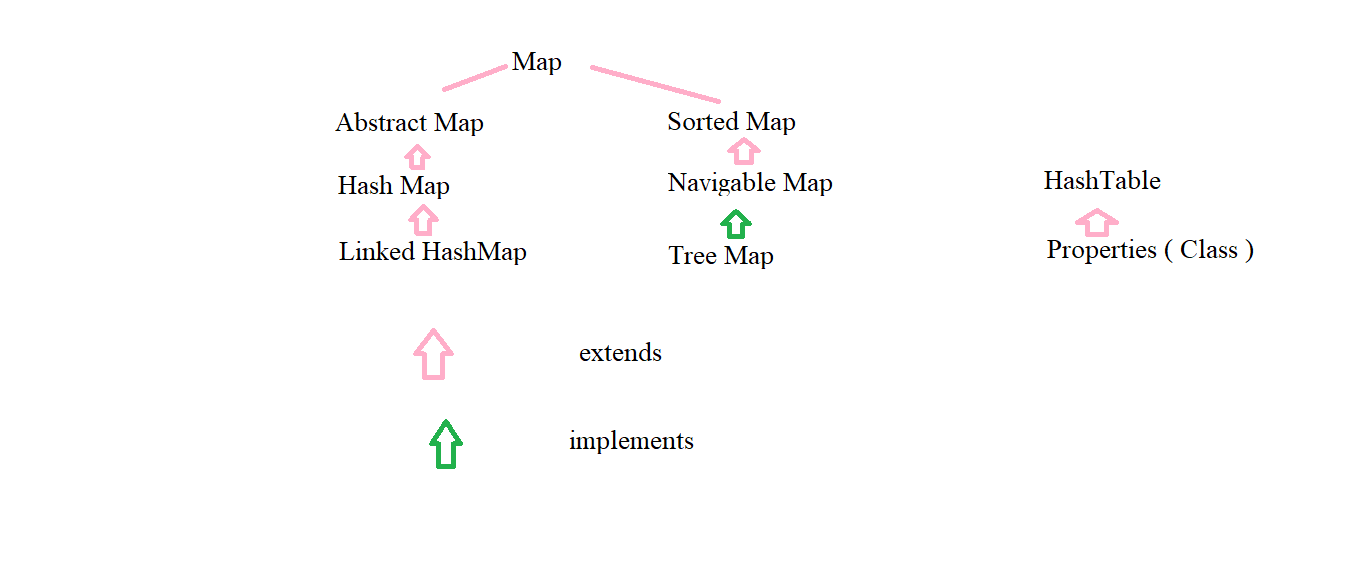 Map
Abstract Map
Sorted Map
Hash Map
Navigable Map
HashTable
Linked HashMap
Tree Map
Properties ( Class )
extends
implements